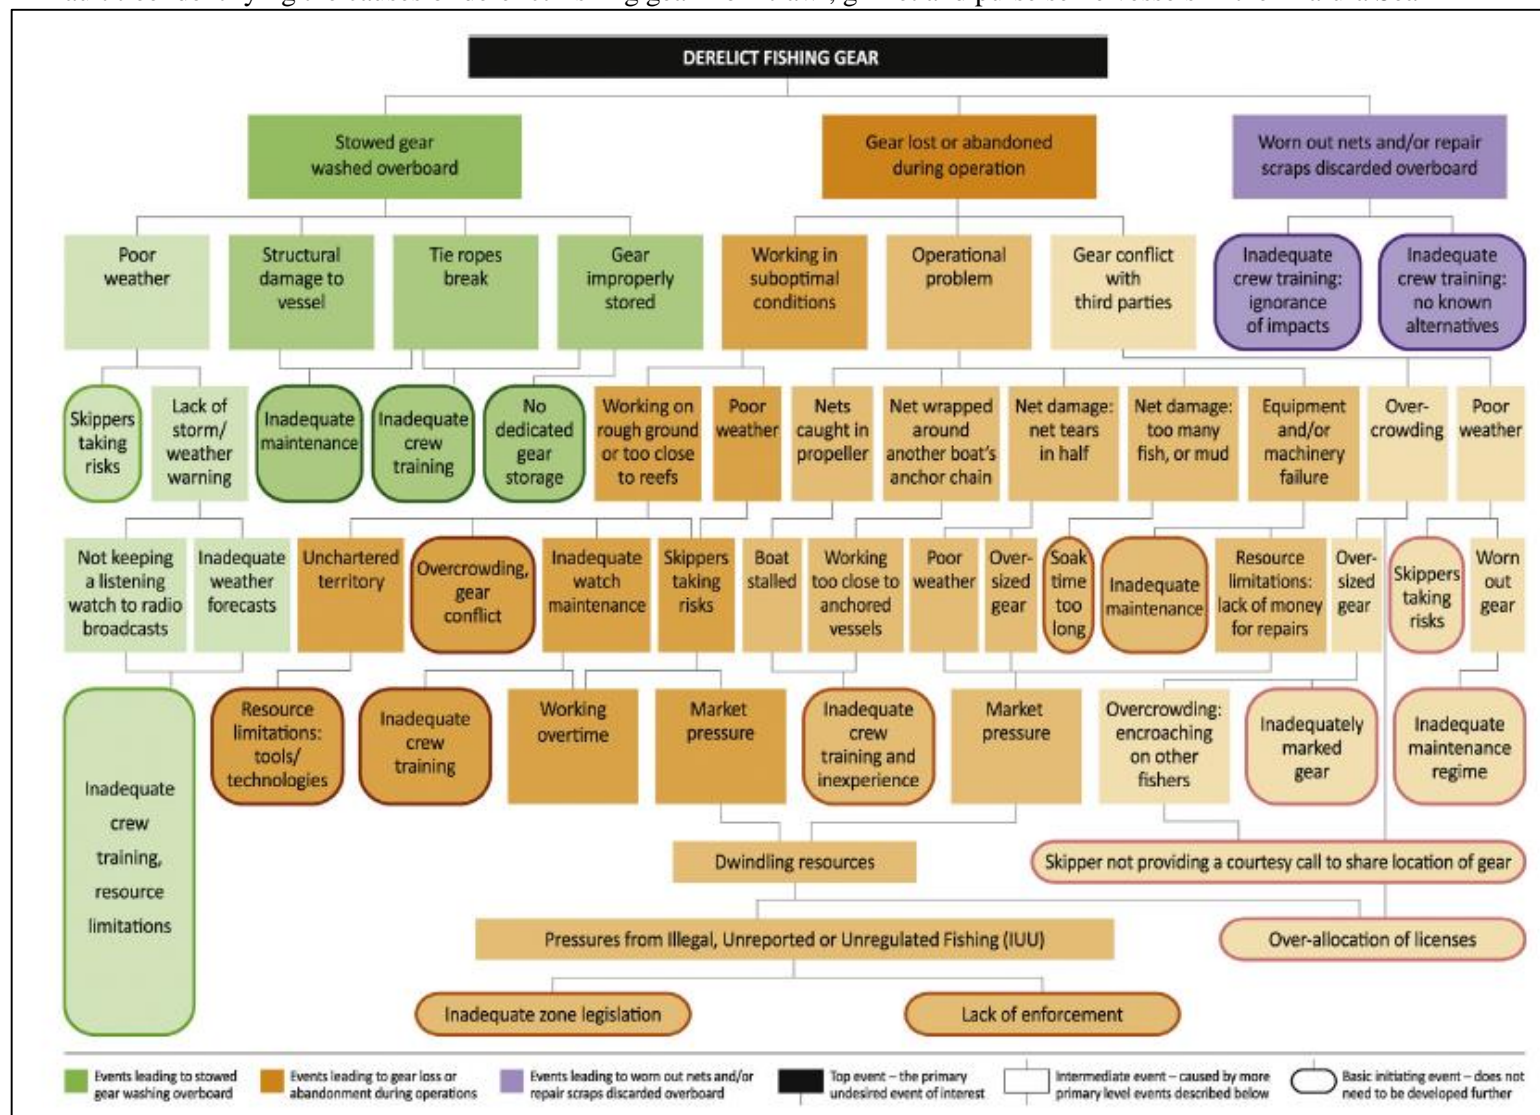 DERELICT FISHING GEAR
Stowed gear
washed overboard
Gear lost or abandoned
during operation
Worn out nets and/or repair
scraps discarded overboard
Poor
weather
Structural
damage to
vessel
Tie ropes
break
Gear
improperly
stored
Working in
suboptimal
conditions
Operational
problem
Gear conflict
with
third parties
Inadequate
crew training:
ignorance
of impacts
Inadequate
crew training:
no known
alternatives
Skippers
taking
risks
Lack of
storm/
weather
warning
Inadequate
maintenance
Inadequate
crew
training
No
dedicated
gear
storage
Working on
rough ground
or too close
to reefs
Poor
weather
Nets
caught in
propeller
Net wrapped
around
another boat's
anchor chain
Net damage:
net tears
in half
Net damage:
too many
fish, or mud
Equipment
and/or
machinery
failure
Over-
crowding
Poor
weather
Not keeping
a listening
watch to radio
broadcasts
Inadequate
weather
forecasts
Unchartered
territory
Overcrowding,
gear
conflict
Inadequate
watch
maintenance
Skippers
taking
risks
Boat
stalled
Working
too close to
anchored
vessels
Poor
weather
Over-
sized
gear
Soak
time
too
long
Inadequate
maintenance
Resource
limitations:
lack of money
for repairs
Over-
sized
gear
Skippers
taking
risks
Worn
out
gear
Inadequate
crew
training,
resource
limitations
Resource
limitations:
tools/
technologies
Inadequate
crew
training
Working
overtime
Market
pressure
Inadequate
crew
training and
inexperience
Market
pressure
Overcrowding:
encroaching
on other
fishers
Inadequately
marked
gear
Inadequate
maintenance
regime
Dwindling resources
Skipper not providing a courtesy call to share location of gear
Pressures from Illegal, Unreported or Unregulated Fishing (IUU)
Over-allocation of licenses
Inadequate zone legislation
Lack of enforcement
Events leading to stowed
gear washing overboard
Events leading to gear loss or
abandonment during operations
Events leading to worn out nets and/or
repair scraps discarded overboard
Top event – the primary
undesired event of interest
Intermediate event – caused by more
primary level events described below
Basic initiating event – does not
need to be developed further